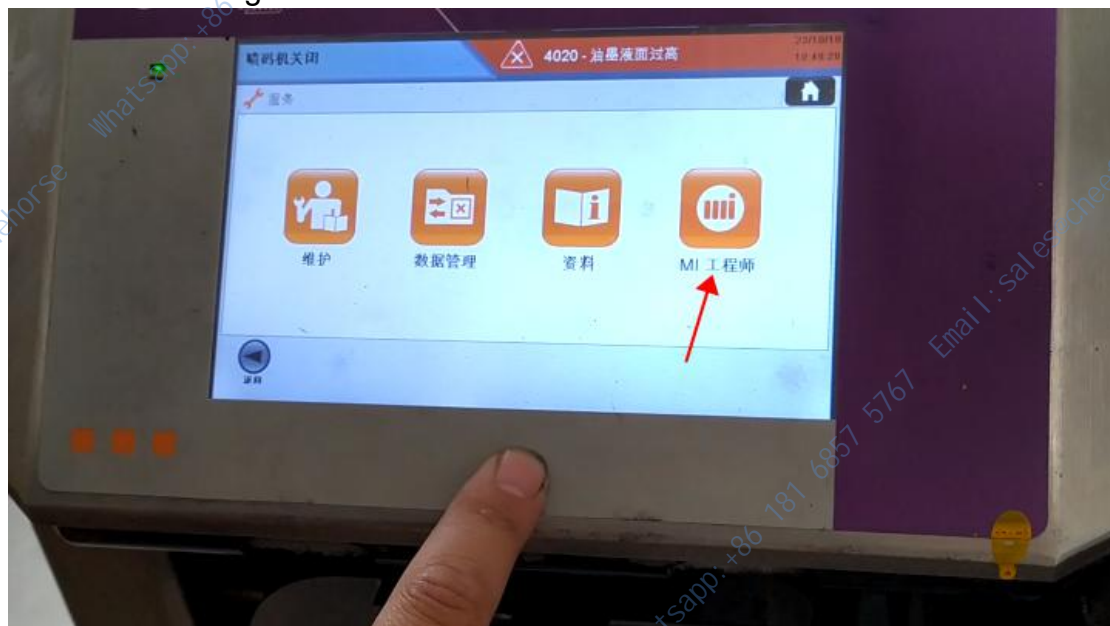 喷码机关闭
4020 - 油墨液面过高
服务
维护
数据管理
资料
MI 工程师
返回
Whatsapp: +86
+86 181 6857 5767
Email: sales